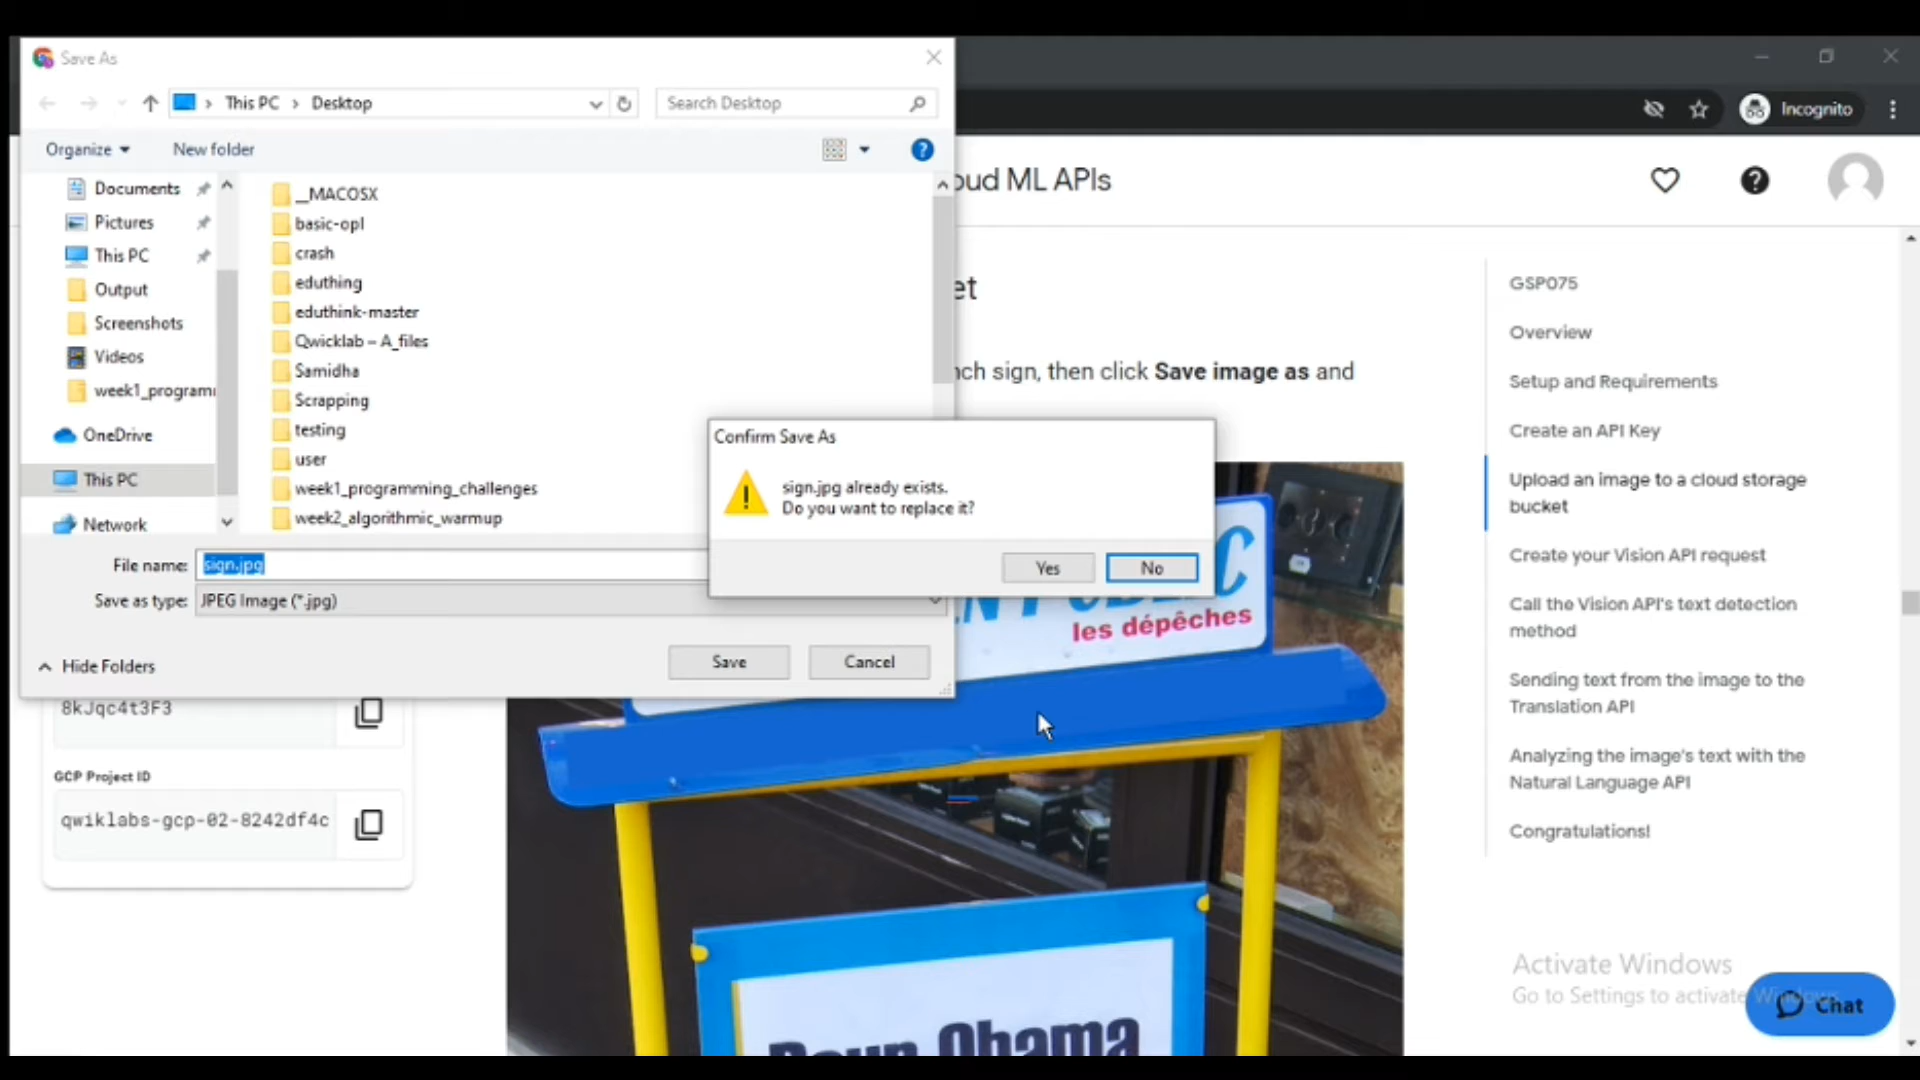 Save As
This PC
Desktop
Search Desktop
Incognito
Organize
New folder
oud ML APIs
Documents
Pictures
This PC
Output
Screenshots
Videos
week1_program
OneDrive
This PC
Network
__MACOSX
basic-opl
crash
eduthing
eduthink-master
Qwicklab – A_files
Samidha
Scrapping
testing
user
week1_programming_challenges
week2_algorithmic_warmup
et
nch sign, then click Save image as and
Confirm Save As
sign.jpg already exists.
Do you want to replace it?
Yes
No
File name:
sign.jpg
Save as type:
JPEG Image (*.jpg)
Hide Folders
Save
Cancel
les dépêches
8kJqc4t3F3
GCP Project ID
qwiklabs-gcp-02-8242df4c
Obama
GSP075
Overview
Setup and Requirements
Create an API Key
Upload an image to a cloud storage
bucket
Create your Vision API request
Call the Vision API's text detection
method
Sending text from the image to the
Translation API
Analyzing the image's text with the
Natural Language API
Congratulations!
Activate Windows
Go to Settings to activate Windows.
Chat